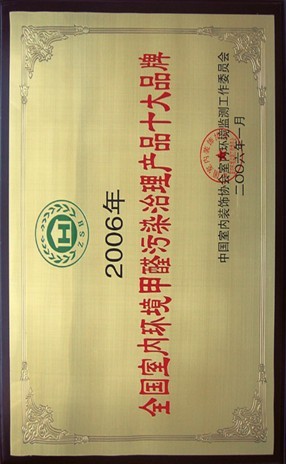 BSZ
2006年
全国室内环境甲醛污染治理产品十大品牌
中国室内装饰协会室内环境监测工作委员会
二〇〇六年一月